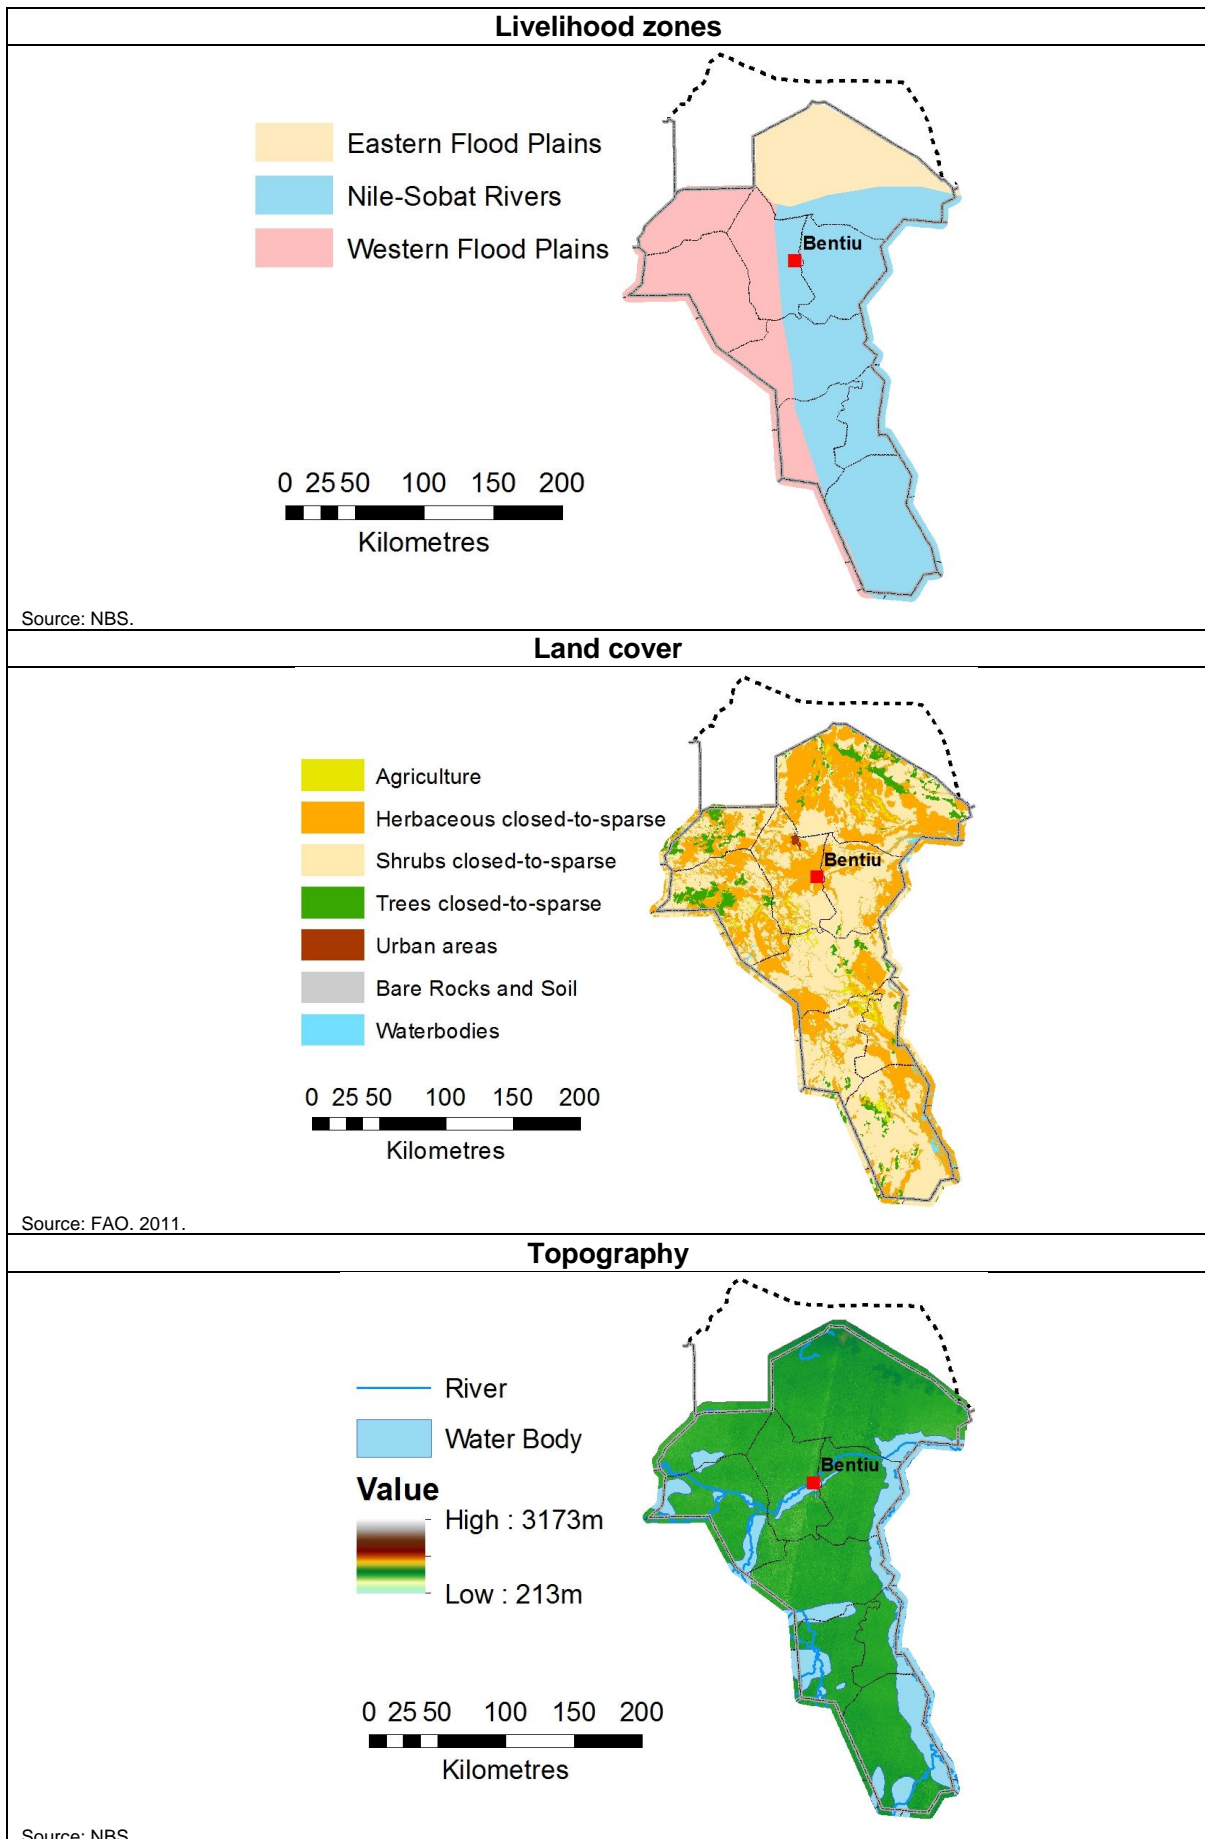 Livelihood zones
Eastern Flood Plains
Nile-Sobat Rivers
Western Flood Plains
Bentiu
0 25 50 100 150 200
Kilometres
Source: NBS.
Land cover
Agriculture
Herbaceous closed-to-sparse
Shrubs closed-to-sparse
Trees closed-to-sparse
Urban areas
Bare Rocks and Soil
Waterbodies
Bentiu
0 25 50 100 150 200
Kilometres
Source: FAO. 2011.
Topography
River
Water Body
Value
High : 3173m
Low : 213m
Bentiu
0 25 50 100 150 200
Kilometres
Source: NBS